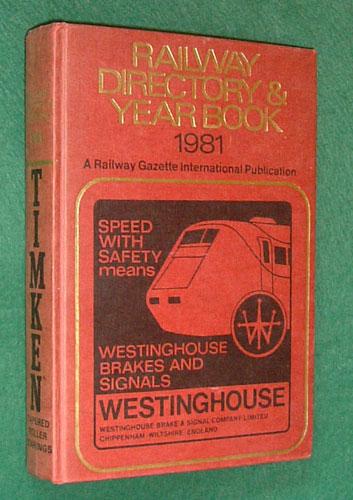 RAILWAY
DIRECTORY &
YEAR BOOK
1981
A Railway Gazette International Publication
SPEED
WITH
SAFETY
means
WESTINGHOUSE
BRAKES AND
SIGNALS
WESTINGHOUSE
WESTINGHOUSE BRAKE & SIGNAL COMPANY LIMITED
CHIPPENHAM · WILTSHIRE · ENGLAND
TIMKEN
TAPERED
ROLLER
BEARINGS